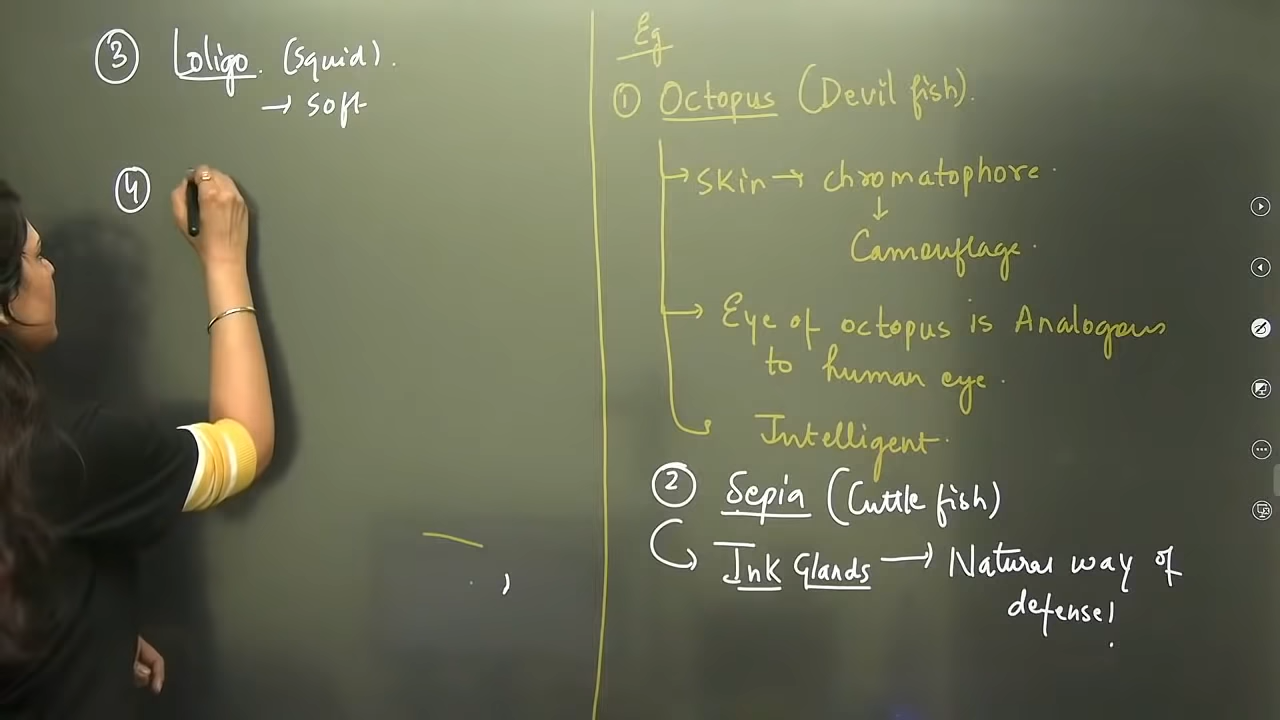 ③ Loligo. (Squid).
→ soft
④
Eg
① Octopus (Devil fish).
→ Skin → chromatophore.
↓
Camouflage.
→ Eye of octopus is Analogous
to human eye.
Intelligent.
② Sepia (Cuttle fish)
Ink Glands → Natural way of
defense!